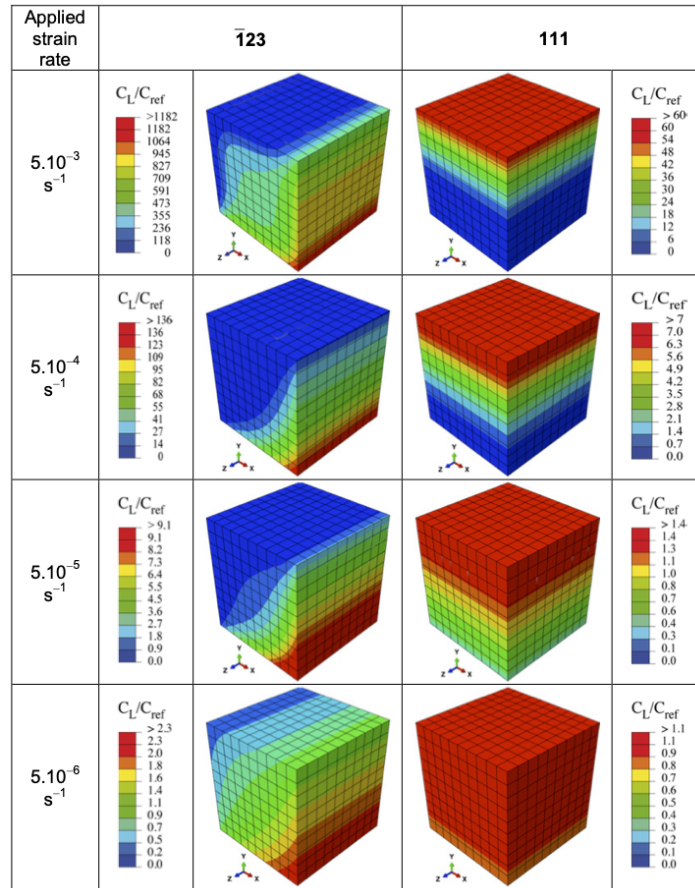 Applied
strain
rate
1̅23
111
5.10⁻³
s⁻¹
C_L/C_ref
>1182
1182
1064
945
827
709
591
473
355
236
118
0
Y
Z
X
Y
Z
X
C_L/C_ref
> 60
60
54
48
42
36
30
24
18
12
6
0
5.10⁻⁴
s⁻¹
C_L/C_ref
> 136
136
123
109
95
82
68
55
41
27
14
0
Y
Z
X
Y
Z
X
C_L/C_ref
> 7
7.0
6.3
5.6
4.9
4.2
3.5
2.8
2.1
1.4
0.7
0.0
5.10⁻⁵
s⁻¹
C_L/C_ref
> 9.1
9.1
8.2
7.3
6.4
5.5
4.5
3.6
2.7
1.8
0.9
0.0
Y
Z
X
Y
Z
X
C_L/C_ref
> 1.4
1.4
1.3
1.1
1.0
0.8
0.7
0.6
0.4
0.3
0.1
0.0
5.10⁻⁶
s⁻¹
C_L/C_ref
> 2.3
2.3
2.0
1.8
1.6
1.4
1.1
0.9
0.7
0.5
0.2
0.0
Y
Z
X
Y
Z
X
C_L/C_ref
> 1.1
1.1
0.9
0.8
0.7
0.6
0.5
0.4
0.3
0.2
0.1
0.0